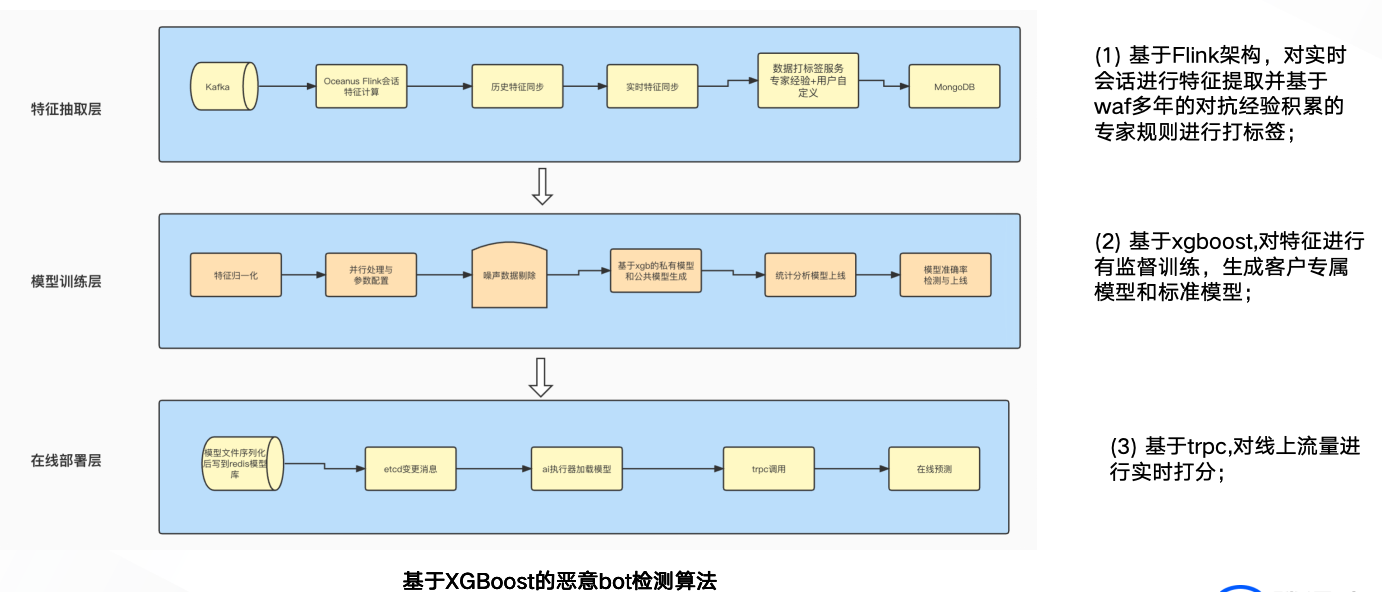 特征抽取层
Kafka
Oceanus Flink会话
特征计算
历史特征同步
实时特征同步
数据打标签服务
专家经验+用户自
定义
MongoDB
(1) 基于Flink架构，对实时
会话进行特征提取并基于
waf多年的对抗经验积累的
专家规则进行打标签；
模型训练层
特征归一化
并行处理与
参数配置
噪声数据剔除
基于xgb的私有模型
和公共模型生成
统计分析模型上线
模型准确率
检测与上线
(2) 基于xgboost,对特征进行
有监督训练，生成客户专属
模型和标准模型；
在线部署层
模型文件序列化
后写到redis模型
库
etcd变更消息
ai执行器加载模型
trpc调用
在线预测
(3) 基于trpc,对线上流量进
行实时打分；
基于XGBoost的恶意bot检测算法